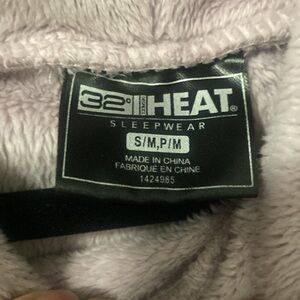 32° HEAT®
SLEEPWEAR
S/M,P/M
MADE IN CHINA
FABRIQUÉ EN CHINE
1424985